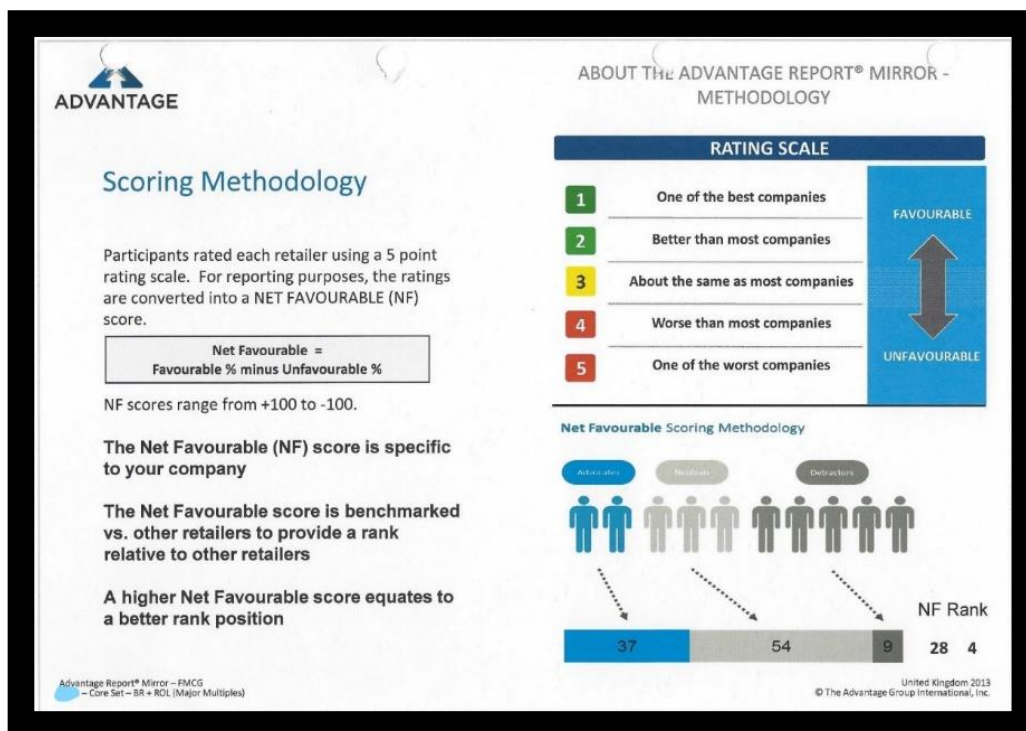 ADVANTAGE
Scoring Methodology
Participants rated each retailer using a 5 point
rating scale. For reporting purposes, the ratings
are converted into a NET FAVOURABLE (NF)
score.
Net Favourable =
Favourable % minus Unfavourable %
NF scores range from +100 to -100.
The Net Favourable (NF) score is specific
to your company
The Net Favourable score is benchmarked
vs. other retailers to provide a rank
relative to other retailers
A higher Net Favourable score equates to
a better rank position
Advantage Report® Mirror – FMCG
– Core Set – BR + ROL (Major Multiples)
ABOUT THE ADVANTAGE REPORT® MIRROR -
METHODOLOGY
RATING SCALE
1 One of the best companies
2 Better than most companies
3 About the same as most companies
4 Worse than most companies
5 One of the worst companies
FAVOURABLE
UNFAVOURABLE
Net Favourable Scoring Methodology
Advocates Neutrals Detractors
NF Rank
37 54 9 28 4
United Kingdom 2013
© The Advantage Group International, Inc.